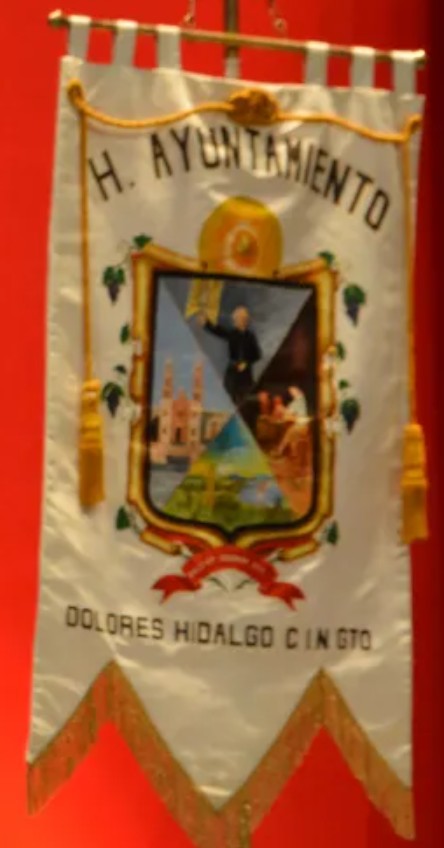 H. AYUNTAMIENTO
DOLORES HIDALGO C I N GTO